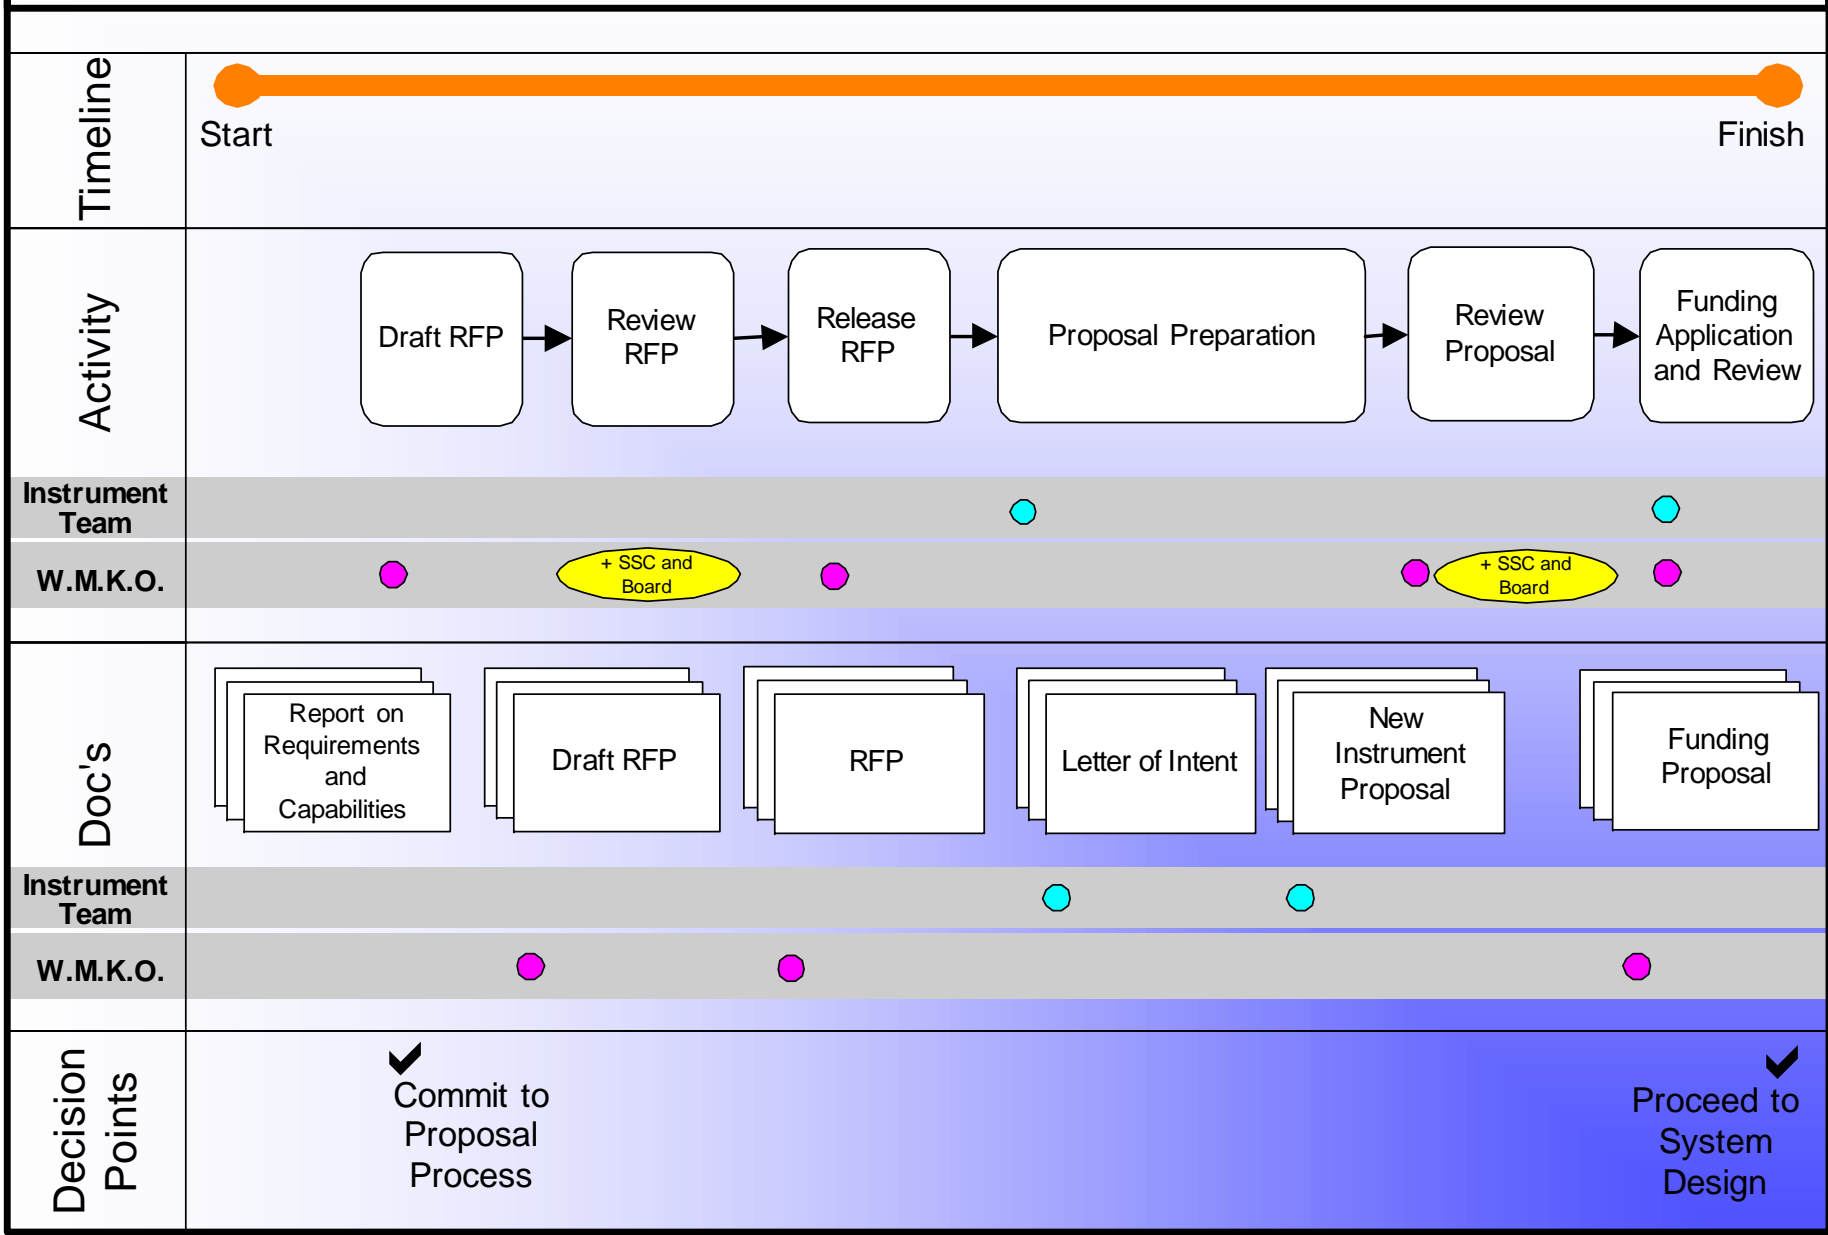 Timeline
Start
Finish
Activity
Draft RFP
Review
RFP
Release
RFP
Proposal Preparation
Review
Proposal
Funding
Application
and Review
Instrument
Team
W.M.K.O.
+ SSC and
Board
+ SSC and
Board
Doc's
Report on
Requirements
and
Capabilities
Draft RFP
RFP
Letter of Intent
New
Instrument
Proposal
Funding
Proposal
Instrument
Team
W.M.K.O.
Decision
Points
Commit to
Proposal
Process
Proceed to
System
Design